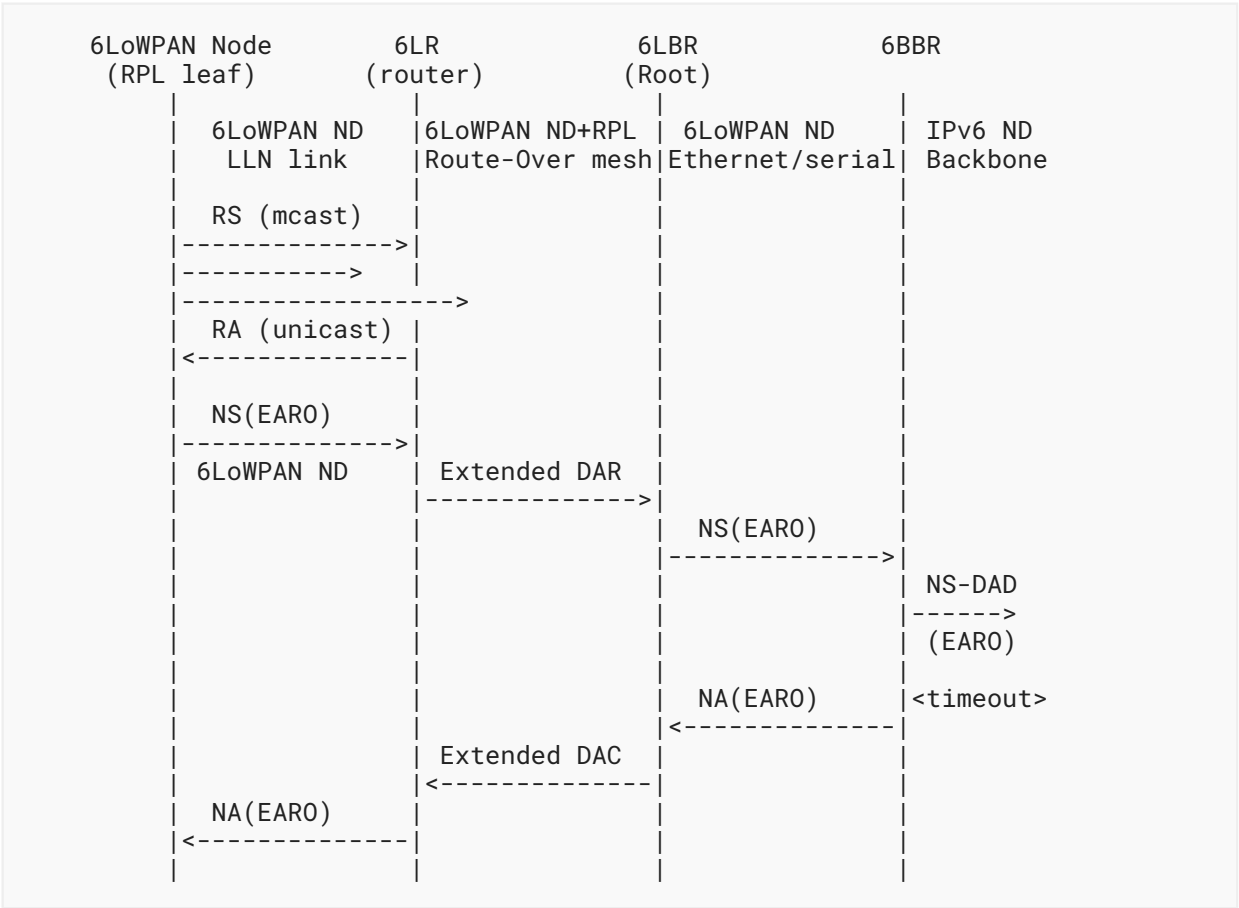 6LoWPAN Node        6LR             6LBR            6BBR
 (RPL leaf)       (router)         (Root)
     |               |               |               |
     |  6LoWPAN ND   |6LoWPAN ND+RPL | 6LoWPAN ND    | IPv6 ND
     |   LLN link    |Route-Over mesh|Ethernet/serial| Backbone
     |               |               |               |
     |  RS (mcast)   |               |               |
     |-------------->|               |               |
     |----------->   |               |               |
     |------------------>            |               |
     |  RA (unicast) |               |               |
     |<--------------|               |               |
     |               |               |               |
     |  NS(EARO)     |               |               |
     |-------------->|               |               |
     | 6LoWPAN ND    | Extended DAR  |               |
     |               |-------------->|               |
     |               |               |  NS(EARO)     |
     |               |               |-------------->|
     |               |               |               | NS-DAD
     |               |               |               |------>
     |               |               |               | (EARO)
     |               |               |               |
     |               |               |  NA(EARO)     |<timeout>
     |               |               |<--------------|
     |               | Extended DAC  |               |
     |               |<--------------|               |
     |  NA(EARO)     |               |               |
     |<--------------|               |               |
     |               |               |               |